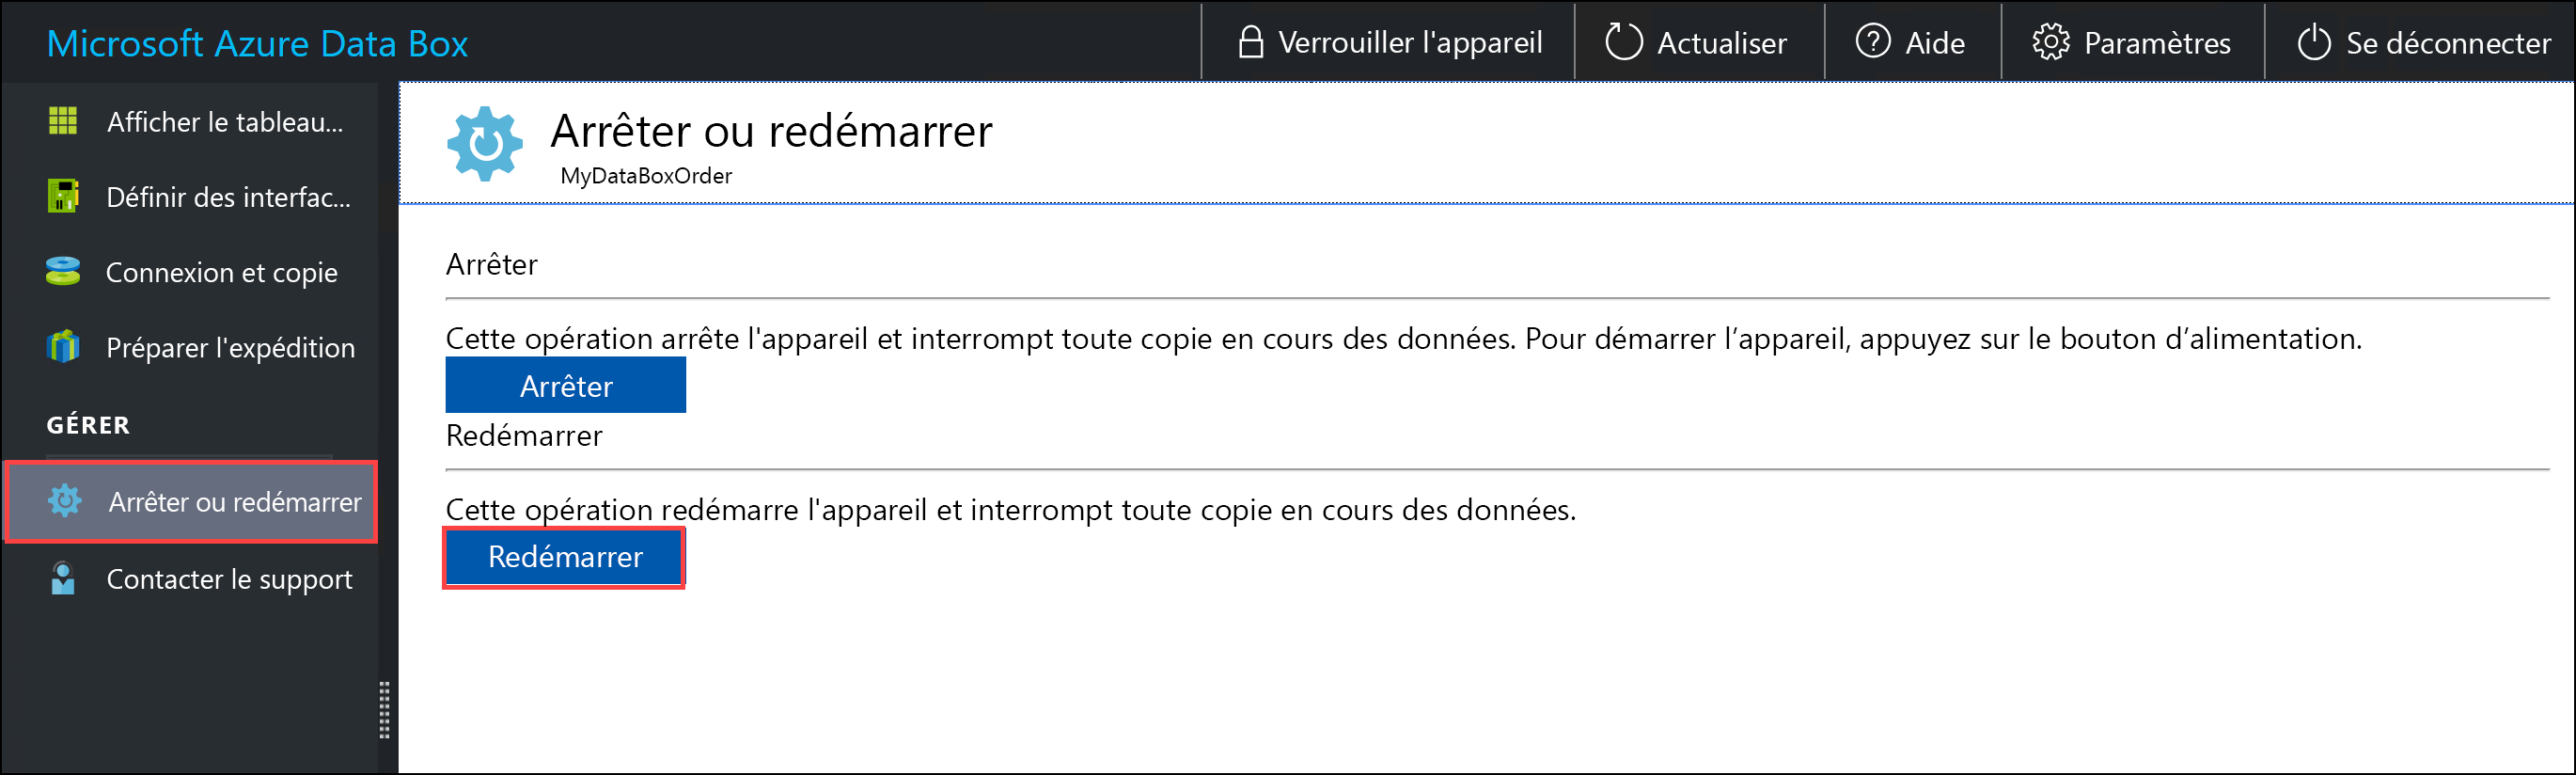 Microsoft Azure Data Box
Verrouiller l'appareil
Actualiser
Aide
Paramètres
Se déconnecter
Afficher le tableau...
Définir des interfac...
Connexion et copie
Préparer l'expédition
GÉRER
Arrêter ou redémarrer
Contacter le support
Arrêter ou redémarrer
MyDataBoxOrder
Arrêter
Cette opération arrête l'appareil et interrompt toute copie en cours des données. Pour démarrer l’appareil, appuyez sur le bouton d’alimentation.
Arrêter
Redémarrer
Cette opération redémarre l'appareil et interrompt toute copie en cours des données.
Redémarrer